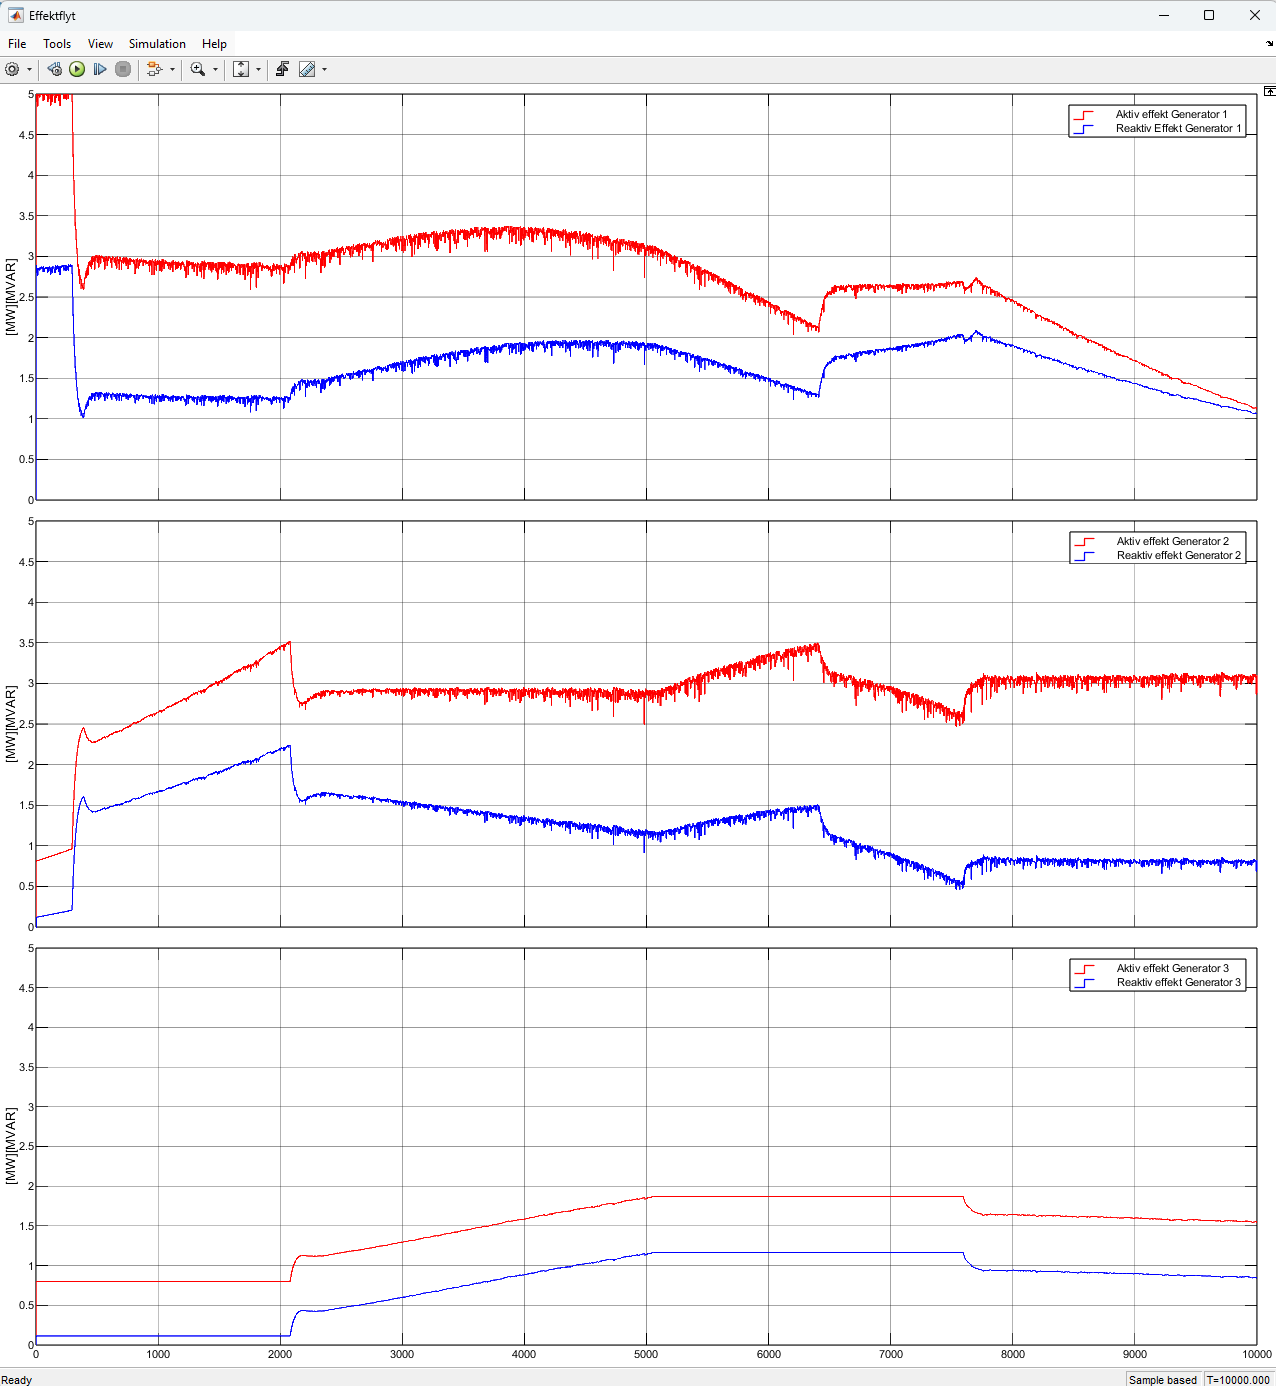 Effektflyt
File Tools View Simulation Help
5
4.5
4
3.5
3
2.5
2
1.5
1
0.5
0
[MW][MVAR]
Aktiv effekt Generator 1
Reaktiv Effekt Generator 1
5
4.5
4
3.5
3
2.5
2
1.5
1
0.5
0
[MW][MVAR]
Aktiv effekt Generator 2
Reaktiv effekt Generator 2
5
4.5
4
3.5
3
2.5
2
1.5
1
0.5
0
[MW][MVAR]
Aktiv effekt Generator 3
Reaktiv effekt Generator 3
0 1000 2000 3000 4000 5000 6000 7000 8000 9000 10000
Ready Sample based T=10000.000